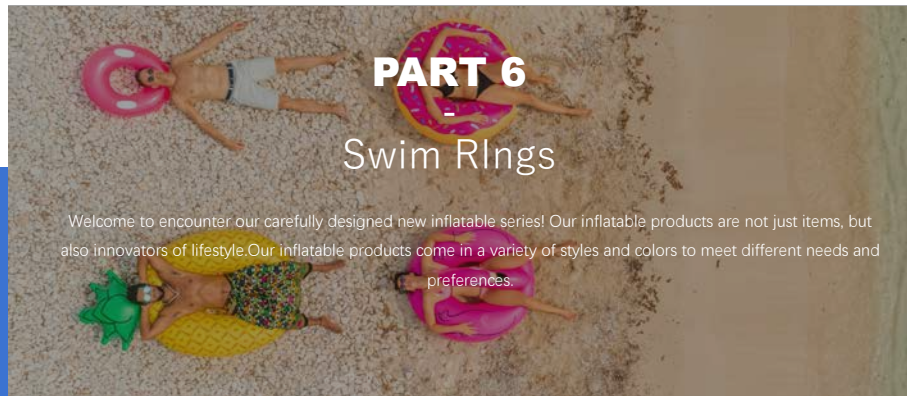 PART 6
-
Swim RIngs
Welcome to encounter our carefully designed new inflatable series! Our inflatable products are not just items, but
also innovators of lifestyle.Our inflatable products come in a variety of styles and colors to meet different needs and
preferences.